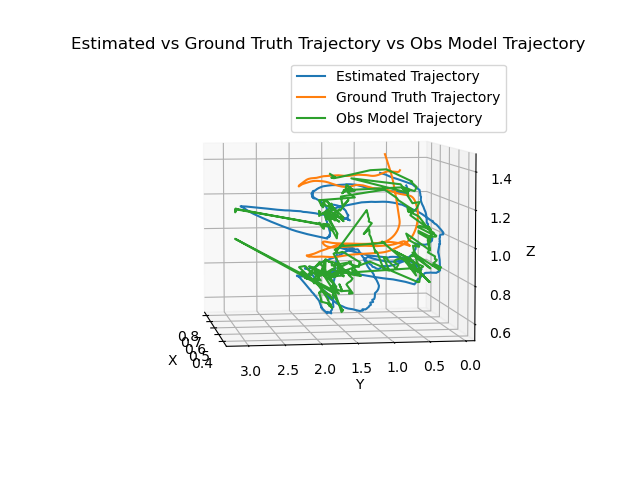 Estimated vs Ground Truth Trajectory vs Obs Model Trajectory
Estimated Trajectory
Ground Truth Trajectory
Obs Model Trajectory
1.4
1.2
1.0
0.8
0.6
Z
0.8
0.7
0.6
0.5
0.4
X
3.0 2.5 2.0 1.5 1.0 0.5 0.0
Y